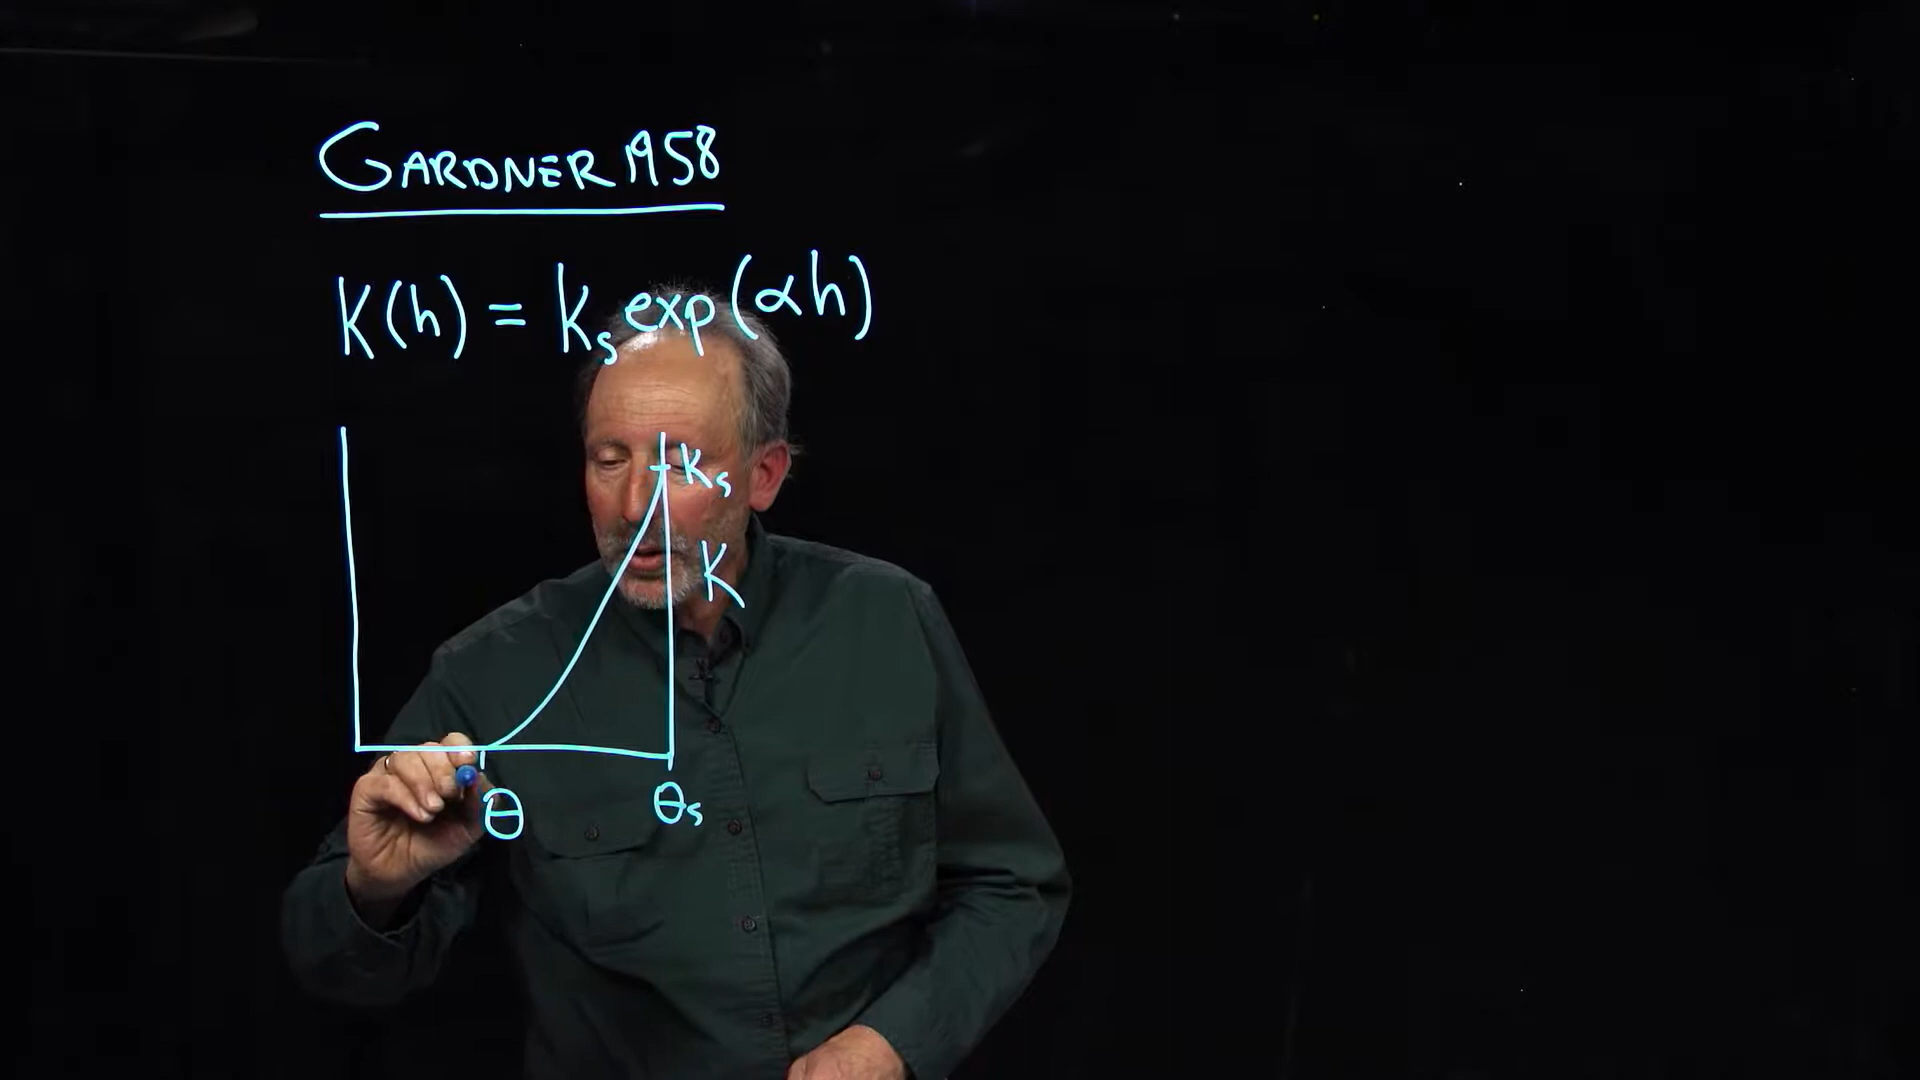 GARDNER 1958
K(h) = Ks exp(αh)
Ks
K
θ θs